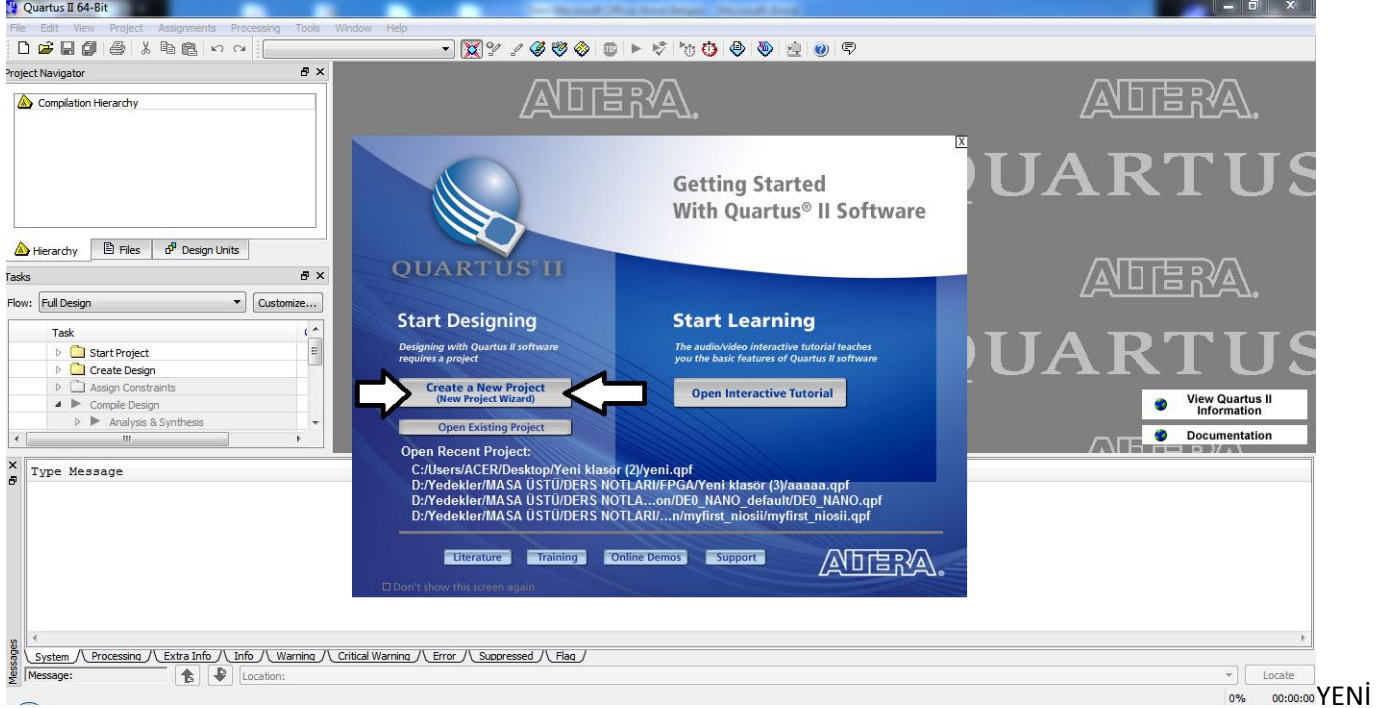 Quartus II 64-Bit
File Edit View Project Assignments Processing Tools Window Help
Project Navigator
Compilation Hierarchy
Hierarchy Files Design Units
Tasks
Flow: Full Design Customize...
Task
Start Project
Create Design
Assign Constraints
Compile Design
Analysis & Synthesis
ALTERA.
ALTERA.
QUARTUS
ALTERA.
QUARTUS
View Quartus II
Information
Documentation
X
Getting Started
With Quartus® II Software
QUARTUS® II
Start Designing
Designing with Quartus II software
requires a project
Create a New Project
(New Project Wizard)
Open Existing Project
Start Learning
The audio/video interactive tutorial teaches
you the basic features of Quartus II software
Open Interactive Tutorial
Open Recent Project:
C:/Users/ACER/Desktop/Yeni klasör (2)/yeni.qpf
D:/Yedekler/MASA ÜSTÜ/DERS NOTLARI/FPGA/Yeni klasör (3)/aaaaa.qpf
D:/Yedekler/MASA ÜSTÜ/DERS NOTLA...on/DE0_NANO_default/DE0_NANO.qpf
D:/Yedekler/MASA ÜSTÜ/DERS NOTLARI/...n/myfirst_niosii/myfirst_niosii.qpf
Literature Training Online Demos Support
ALTERA®
Don't show this screen again
Type Message
Messages
System Processing Extra Info Info Warning Critical Warning Error Suppressed Flag
Message: Location: Locate
0% 00:00:00
YENİ